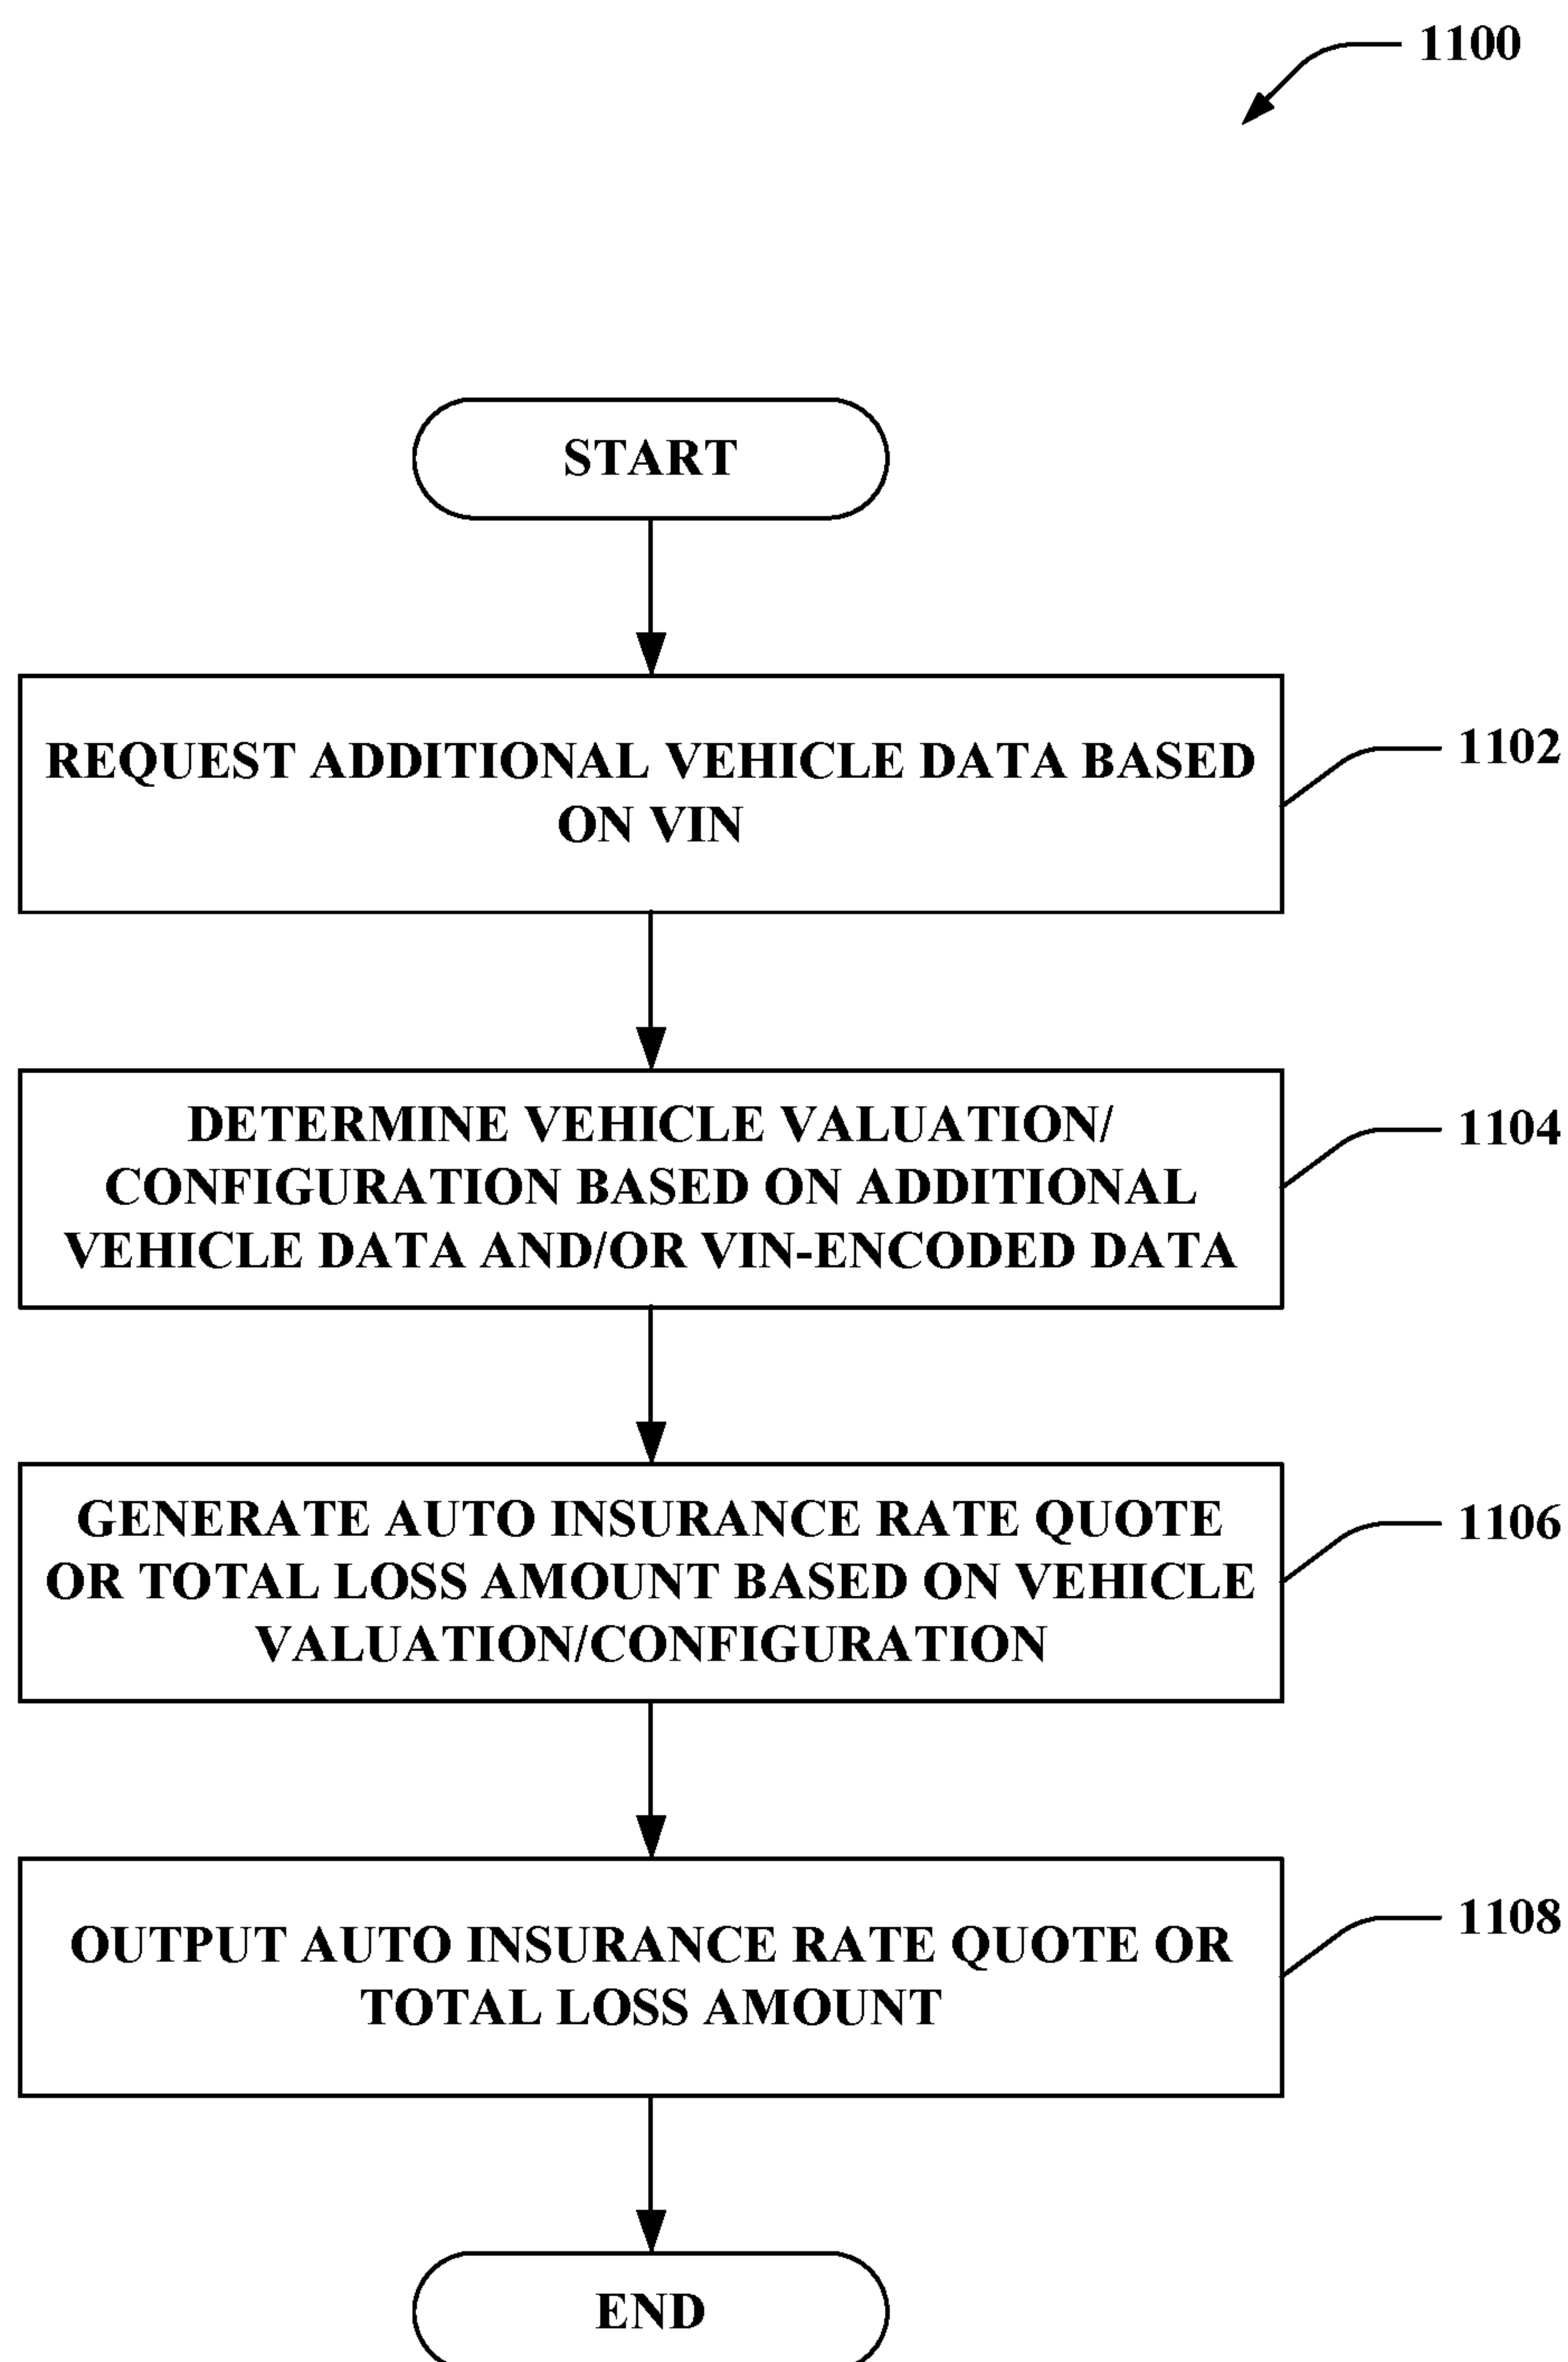 1100
START
REQUEST ADDITIONAL VEHICLE DATA BASED
ON VIN
1102
DETERMINE VEHICLE VALUATION/
CONFIGURATION BASED ON ADDITIONAL
VEHICLE DATA AND/OR VIN-ENCODED DATA
1104
GENERATE AUTO INSURANCE RATE QUOTE
OR TOTAL LOSS AMOUNT BASED ON VEHICLE
VALUATION/CONFIGURATION
1106
OUTPUT AUTO INSURANCE RATE QUOTE OR
TOTAL LOSS AMOUNT
1108
END